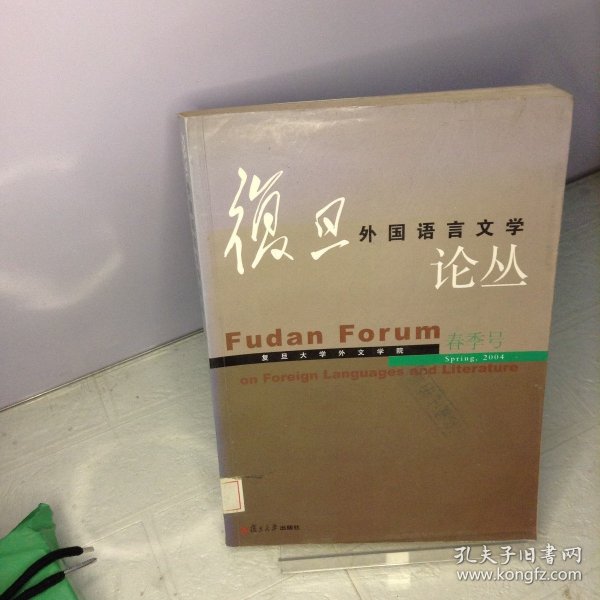 復旦 外国语言文学
论丛
Fudan Forum
春季号
复旦大学外文学院
Spring, 2004
on Foreign Languages and Literature
复旦大学出版社
孔夫子旧书网
www.kongfz.com